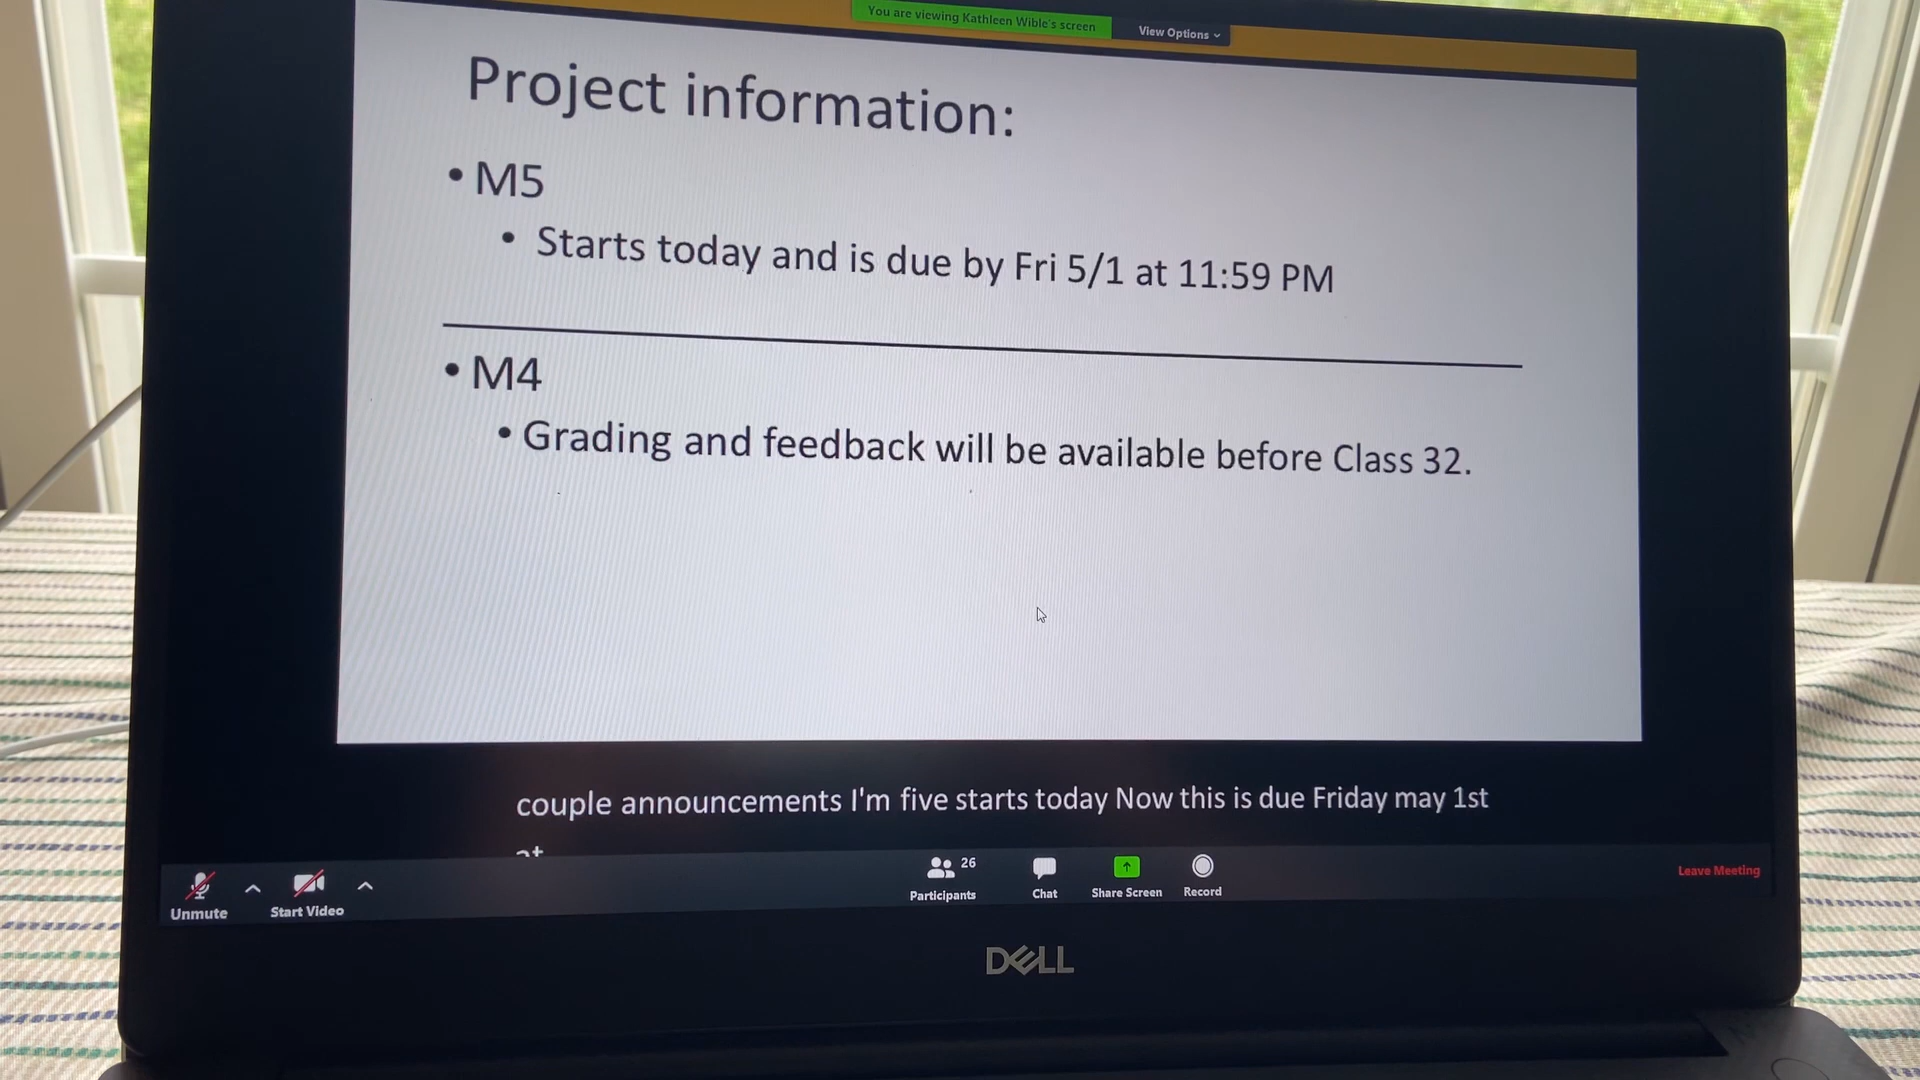 You are viewing Kathleen Wible's screen
View Options
Project information:
• M5
• Starts today and is due by Fri 5/1 at 11:59 PM
• M4
• Grading and feedback will be available before Class 32.
couple announcements I'm five starts today Now this is due Friday may 1st
at
Unmute
Start Video
26
Participants
Chat
Share Screen
Record
Leave Meeting
DELL